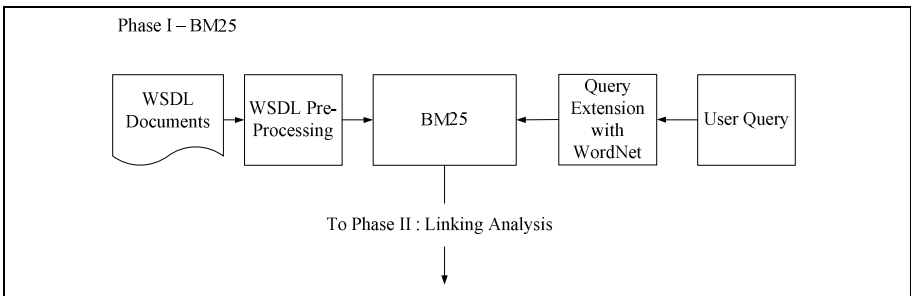 Phase I – BM25
WSDL
Documents
WSDL Pre-
Processing
BM25
Query
Extension
with
WordNet
User Query
To Phase II : Linking Analysis